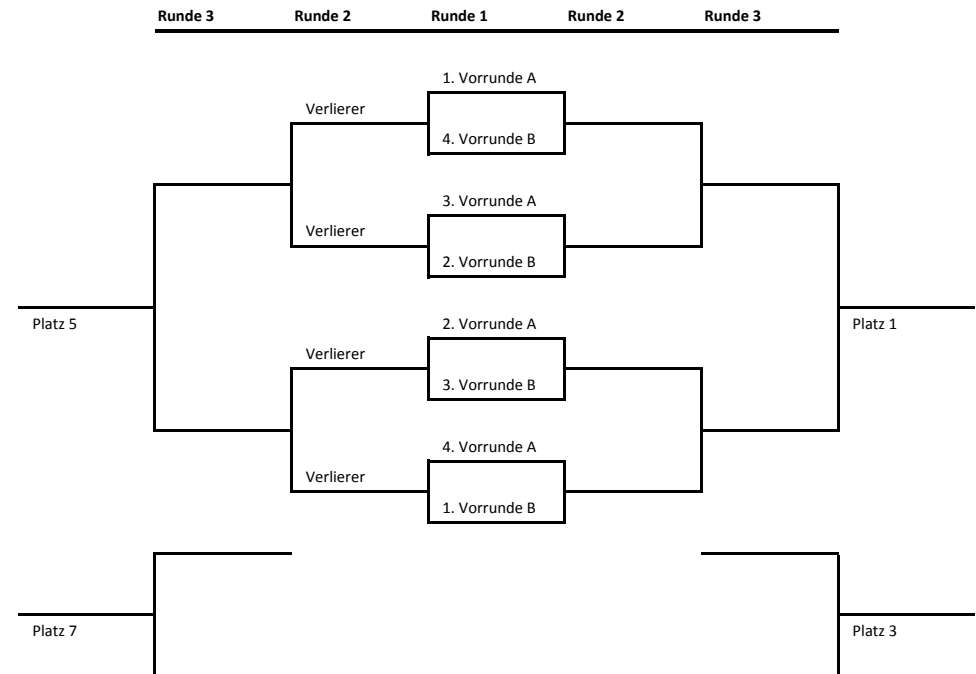 Runde 3 Runde 2 Runde 1 Runde 2 Runde 3
1. Vorrunde A
Verlierer
4. Vorrunde B
3. Vorrunde A
Verlierer
2. Vorrunde B
Platz 5 2. Vorrunde A Platz 1
Verlierer
3. Vorrunde B
4. Vorrunde A
Verlierer
1. Vorrunde B
Platz 7 Platz 3